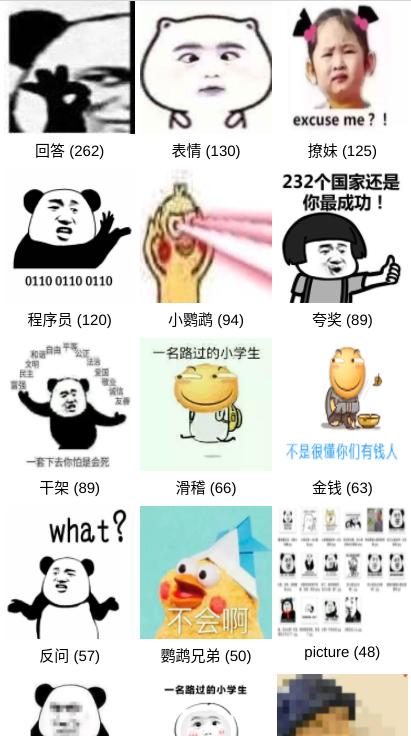 excuse me？！
回答 (262)
表情 (130)
撩妹 (125)
0110 0110 0110
232个国家还是
你最成功！
程序员 (120)
小鹦鹉 (94)
夸奖 (89)
富强
民主
文明
和谐
自由
平等
公正
法治
爱国
敬业
诚信
友善
一套下去你怕是会死
一名路过的小学生
不是很懂你们有钱人
干架 (89)
滑稽 (66)
金钱 (63)
what?
不会啊
反问 (57)
鹦鹉兄弟 (50)
picture (48)
一名路过的小学生